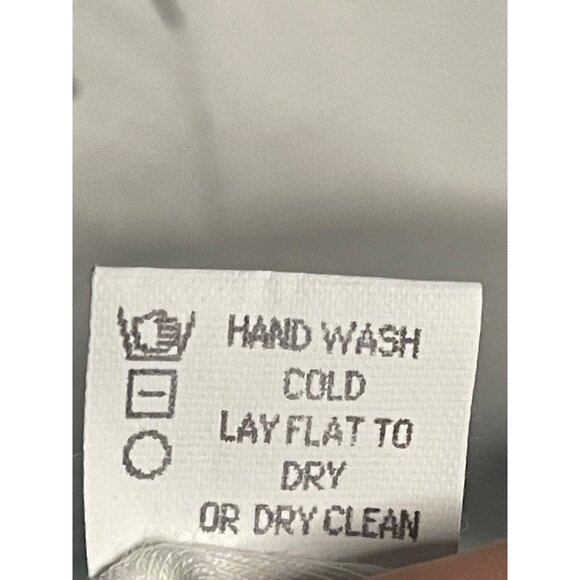 HAND WASH
COLD
LAY FLAT TO
DRY
OR DRY CLEAN